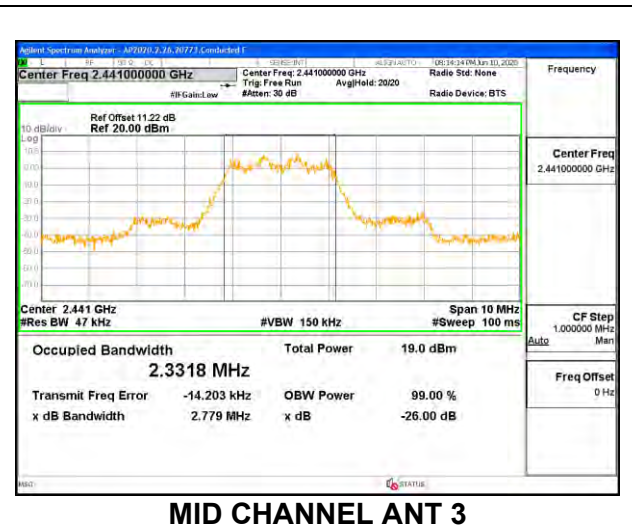 Agilent Spectrum Analyzer - AP2020.2.26.20773.Conducted F
L RF 50 Ω DC SENSE:INT ALIGN AUTO 08:14:14 PM Jun 10, 2020
Center Freq 2.441000000 GHz Center Freq: 2.441000000 GHz Radio Std: None Frequency
Trig: Free Run Avg|Hold: 20/20
#IFGain:Low #Atten: 30 dB Radio Device: BTS
Ref Offset 11.22 dB
10 dB/div Ref 20.00 dBm
Log
Center Freq
2.441000000 GHz
Center 2.441 GHz Span 10 MHz
#Res BW 47 kHz #VBW 150 kHz #Sweep 100 ms
CF Step
1.000000 MHz
Auto Man
Occupied Bandwidth Total Power 19.0 dBm
2.3318 MHz
Freq Offset
0 Hz
Transmit Freq Error -14.203 kHz OBW Power 99.00 %
x dB Bandwidth 2.779 MHz x dB -26.00 dB
MSG STATUS
MID CHANNEL ANT 3